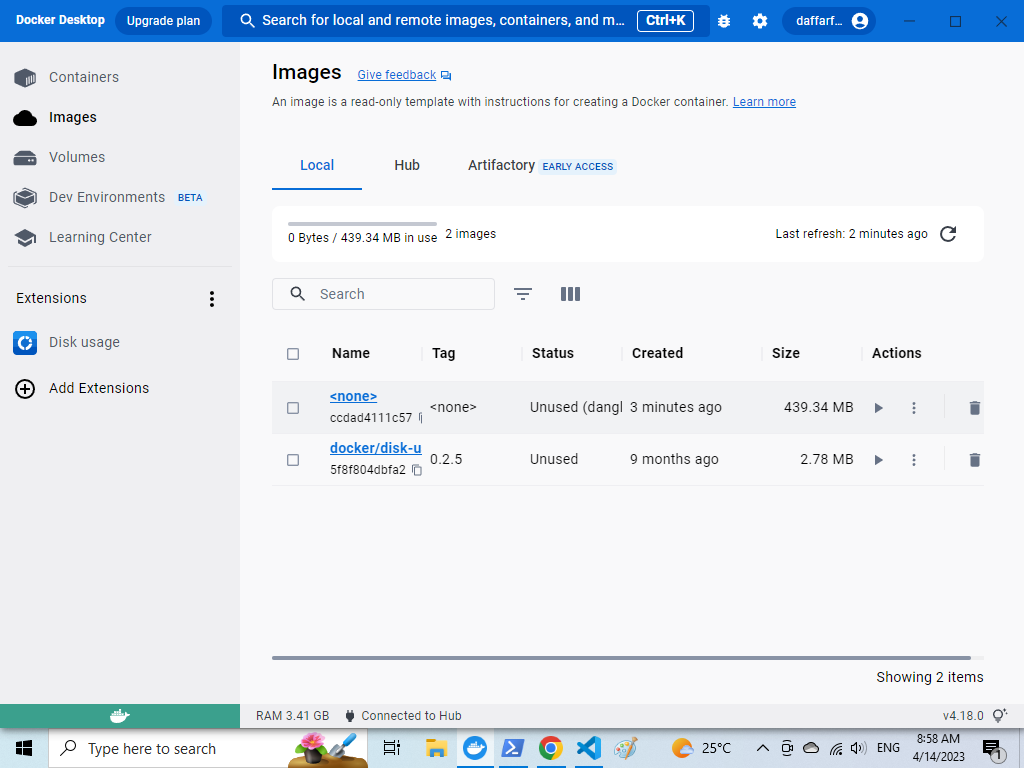 Docker Desktop
Upgrade plan
Search for local and remote images, containers, and m...
Ctrl+K
daffarf...
Containers
Images
Volumes
Dev Environments BETA
Learning Center
Extensions
Disk usage
Add Extensions
Images
Give feedback
An image is a read-only template with instructions for creating a Docker container. Learn more
Local
Hub
Artifactory EARLY ACCESS
0 Bytes / 439.34 MB in use
2 images
Last refresh: 2 minutes ago
Search
Name Tag Status Created Size Actions
<none>
ccdad4111c57
<none> Unused (dangl 3 minutes ago 439.34 MB
docker/disk-u
5f8f804dbfa2
0.2.5 Unused 9 months ago 2.78 MB
Showing 2 items
RAM 3.41 GB Connected to Hub v4.18.0
Type here to search
25°C
ENG
8:58 AM
4/14/2023
1